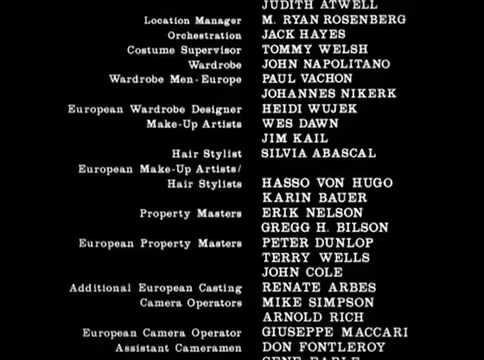 JUDITH ATWELL
Location Manager M. RYAN ROSENBERG
Orchestration JACK HAYES
Costume Supervisor TOMMY WELSH
Wardrobe JOHN NAPOLITANO
Wardrobe Men-Europe PAUL VACHON
JOHANNES NIKERK
European Wardrobe Designer HEIDI WUJEK
Make-Up Artists WES DAWN
JIM KAIL
Hair Stylist SILVIA ABASCAL
European Make-Up Artists/
Hair Stylists HASSO VON HUGO
KARIN BAUER
Property Masters ERIK NELSON
GREGG H. BILSON
European Property Masters PETER DUNLOP
TERRY WELLS
JOHN COLE
Additional European Casting RENATE ARBES
Camera Operators MIKE SIMPSON
ARNOLD RICH
European Camera Operator GIUSEPPE MACCARI
Assistant Cameramen DON FONTLEROY
GENE EARLE